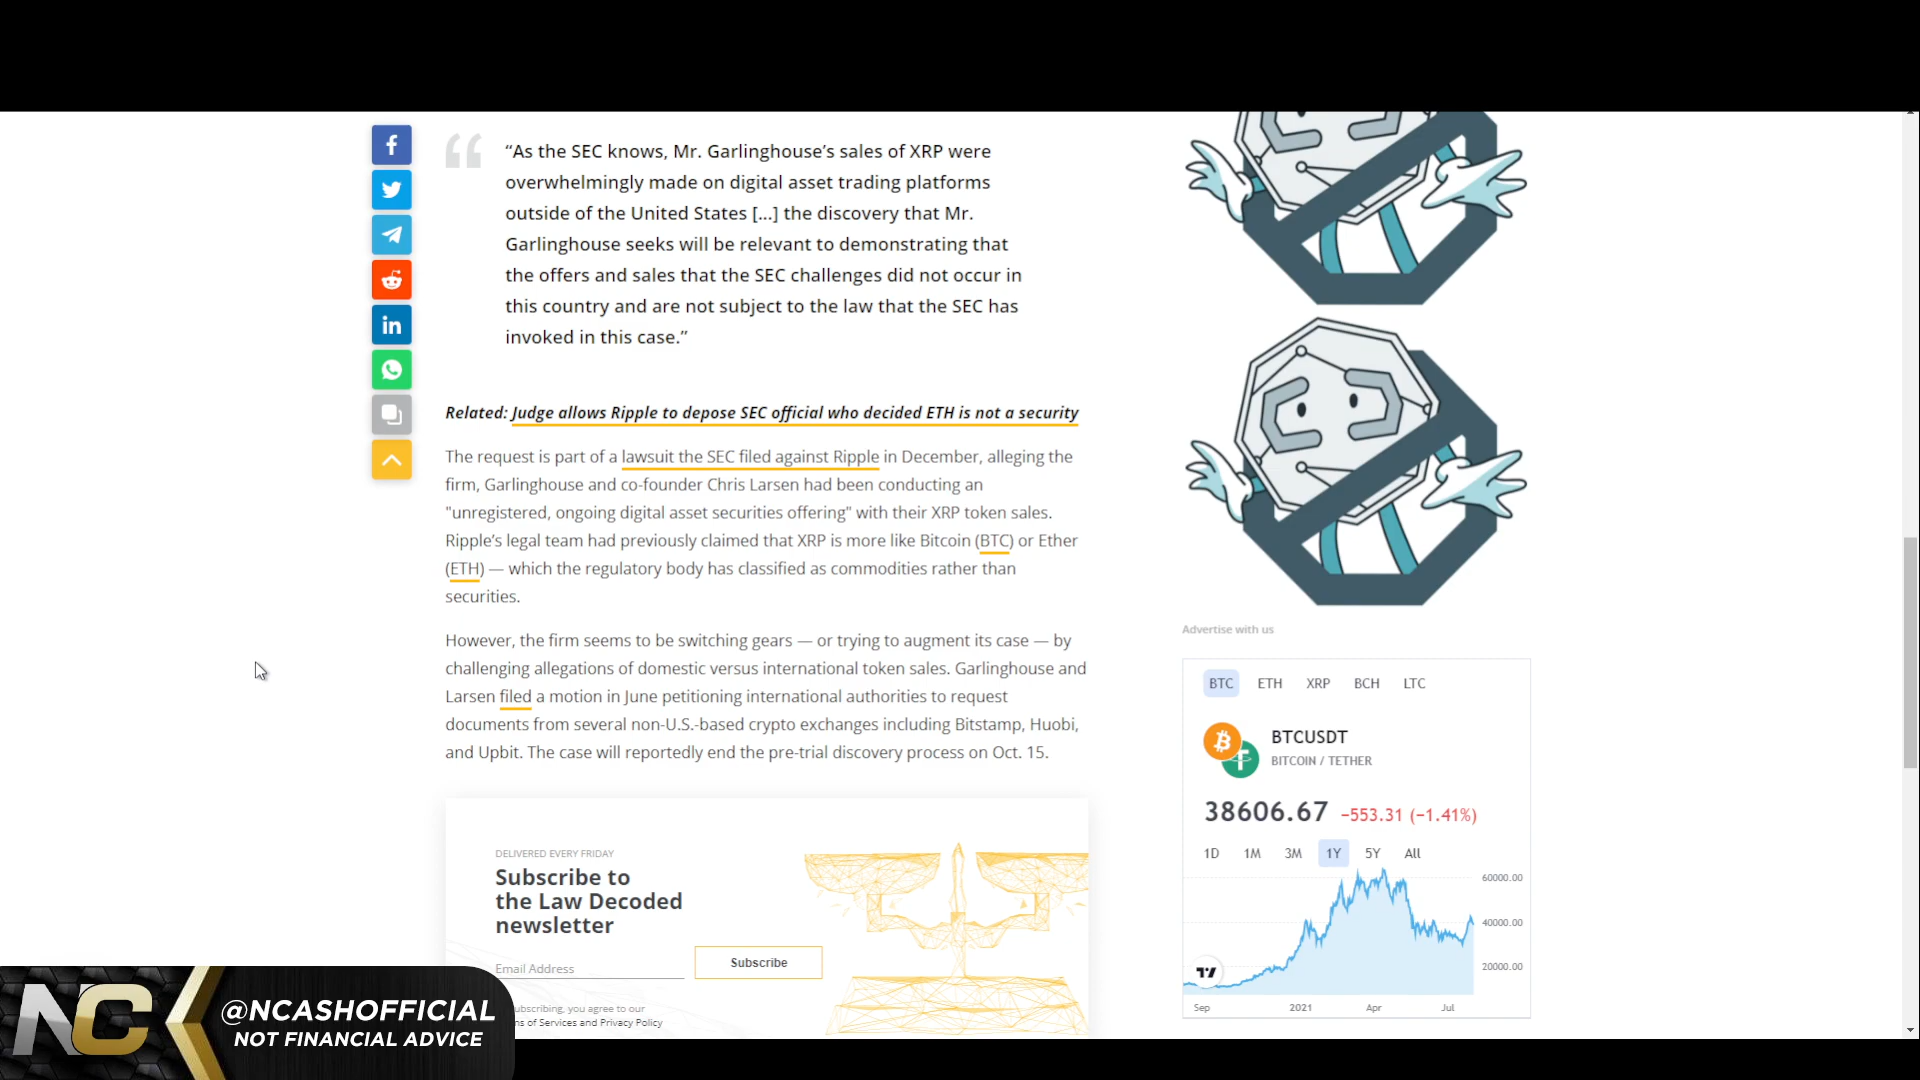 “As the SEC knows, Mr. Garlinghouse’s sales of XRP were
overwhelmingly made on digital asset trading platforms
outside of the United States [...] the discovery that Mr.
Garlinghouse seeks will be relevant to demonstrating that
the offers and sales that the SEC challenges did not occur in
this country and are not subject to the law that the SEC has
invoked in this case.”
Related: Judge allows Ripple to depose SEC official who decided ETH is not a security
The request is part of a lawsuit the SEC filed against Ripple in December, alleging the
firm, Garlinghouse and co-founder Chris Larsen had been conducting an
"unregistered, ongoing digital asset securities offering" with their XRP token sales.
Ripple’s legal team had previously claimed that XRP is more like Bitcoin (BTC) or Ether
(ETH) — which the regulatory body has classified as commodities rather than
securities.
However, the firm seems to be switching gears — or trying to augment its case — by
challenging allegations of domestic versus international token sales. Garlinghouse and
Larsen filed a motion in June petitioning international authorities to request
documents from several non-U.S.-based crypto exchanges including Bitstamp, Huobi,
and Upbit. The case will reportedly end the pre-trial discovery process on Oct. 15.
DELIVERED EVERY FRIDAY
Subscribe to
the Law Decoded
newsletter
Email Address
Subscribe
ubscribing, you agree to our
ns of Services and Privacy Policy
Advertise with us
BTC ETH XRP BCH LTC
BTCUSDT
BITCOIN / TETHER
38606.67 −553.31 (−1.41%)
1D 1M 3M 1Y 5Y All
60000.00
40000.00
20000.00
Sep 2021 Apr Jul
NC
@NCASHOFFICIAL
NOT FINANCIAL ADVICE